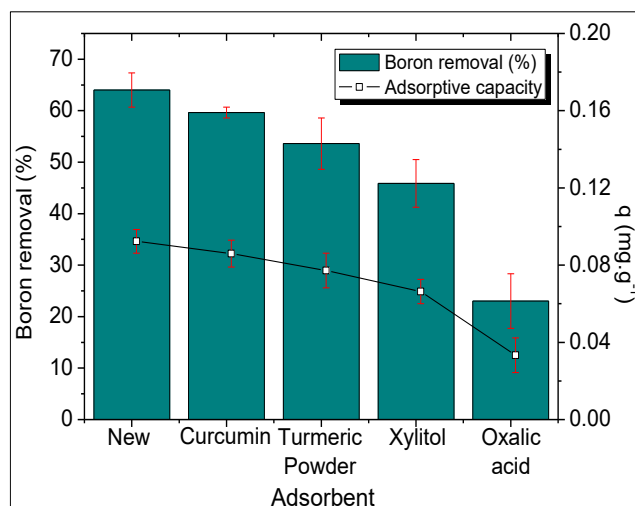 Boron removal (%)
Adsorptive capacity
70
60
50
40
30
20
10
0
Boron removal (%)
0.20
0.16
0.12
0.08
0.04
0.00
q (mg.g⁻¹)
New Curcumin Turmeric Powder Xylitol Oxalic acid
Adsorbent